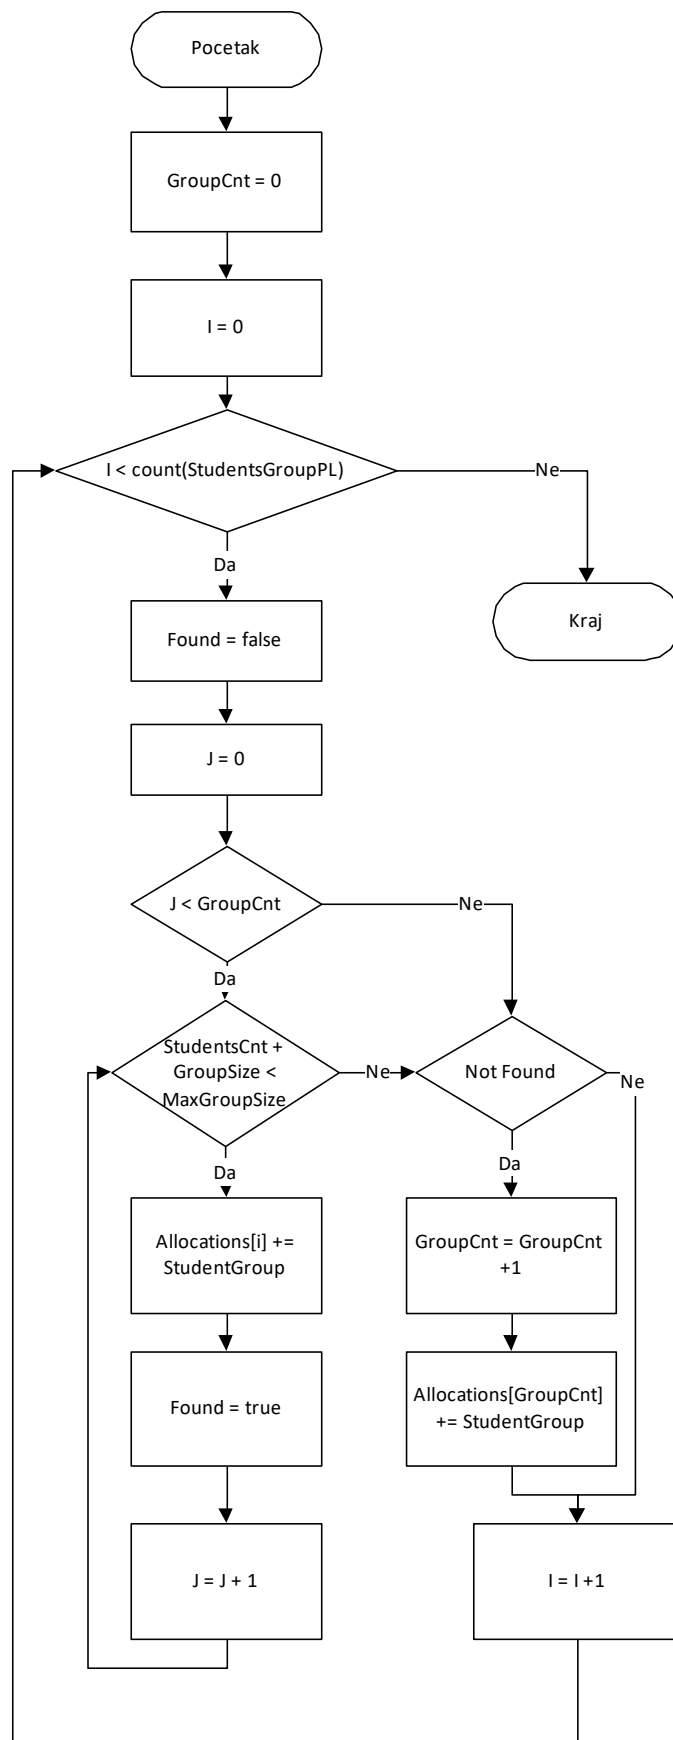 Pocetak
GroupCnt = 0
I = 0
I < count(StudentsGroupPL)
Ne
Da
Kraj
Found = false
J = 0
J < GroupCnt
Ne
Da
StudentsCnt +
GroupSize <
MaxGroupSize
Ne
Not Found
Ne
Da
Da
Allocations[i] +=
StudentGroup
GroupCnt = GroupCnt
+1
Found = true
Allocations[GroupCnt]
+= StudentGroup
J = J + 1
I = I +1